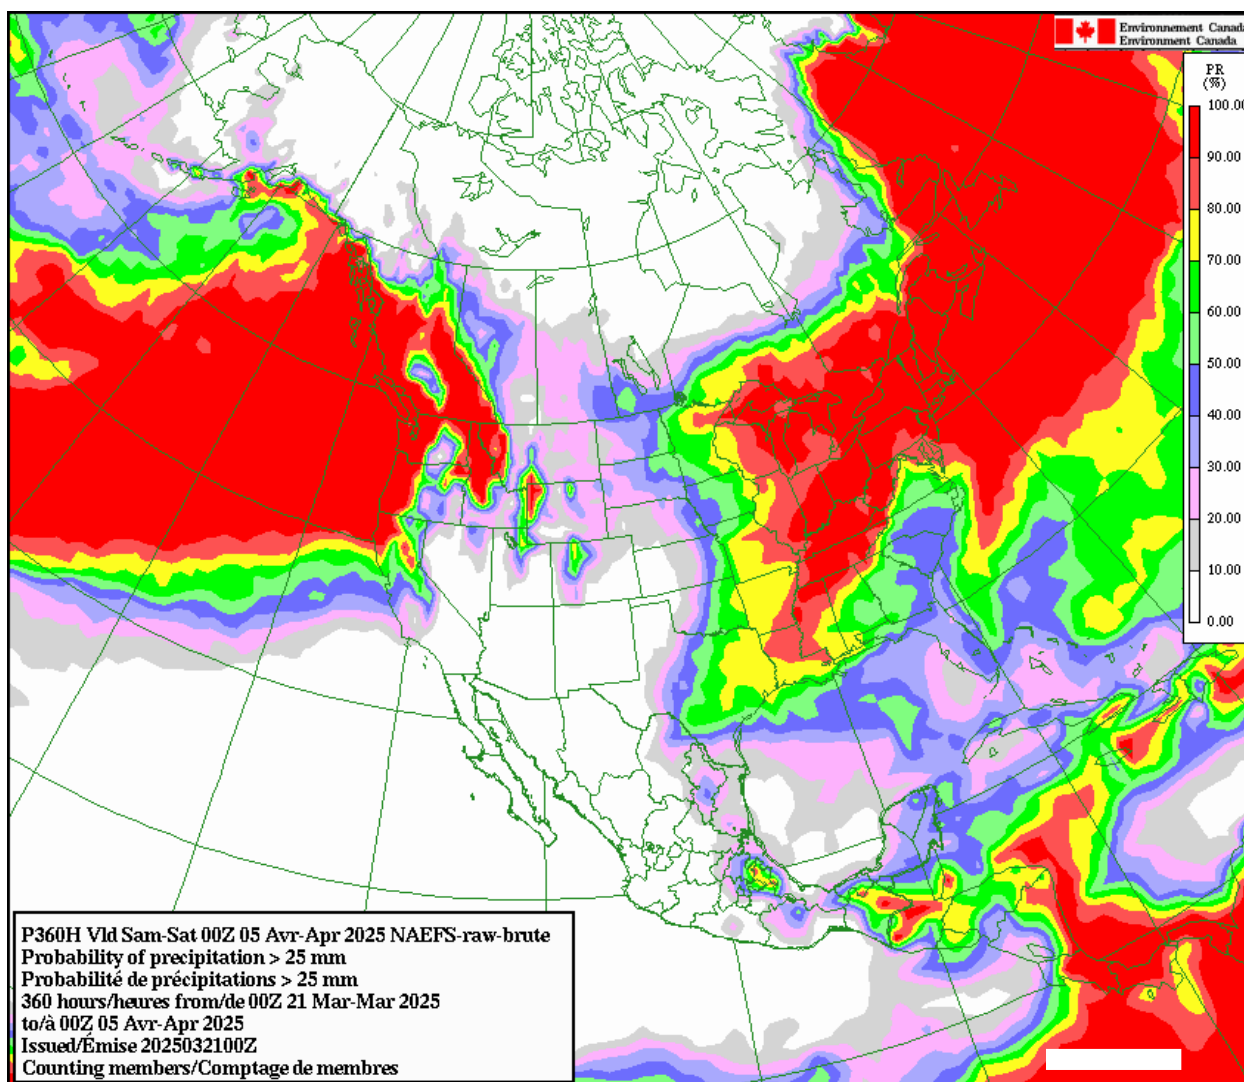 Environnement Canada
Environment Canada
PR
(%)
100.00
90.00
80.00
70.00
60.00
50.00
40.00
30.00
20.00
10.00
0.00
P360H Vld Sam-Sat 00Z 05 Avr-Apr 2025 NAEFS-raw-brute
Probability of precipitation > 25 mm
Probabilité de précipitations > 25 mm
360 hours/heures from/de 00Z 21 Mar-Mar 2025
to/à 00Z 05 Avr-Apr 2025
Issued/Émise 2025032100Z
Counting members/Comptage de membres